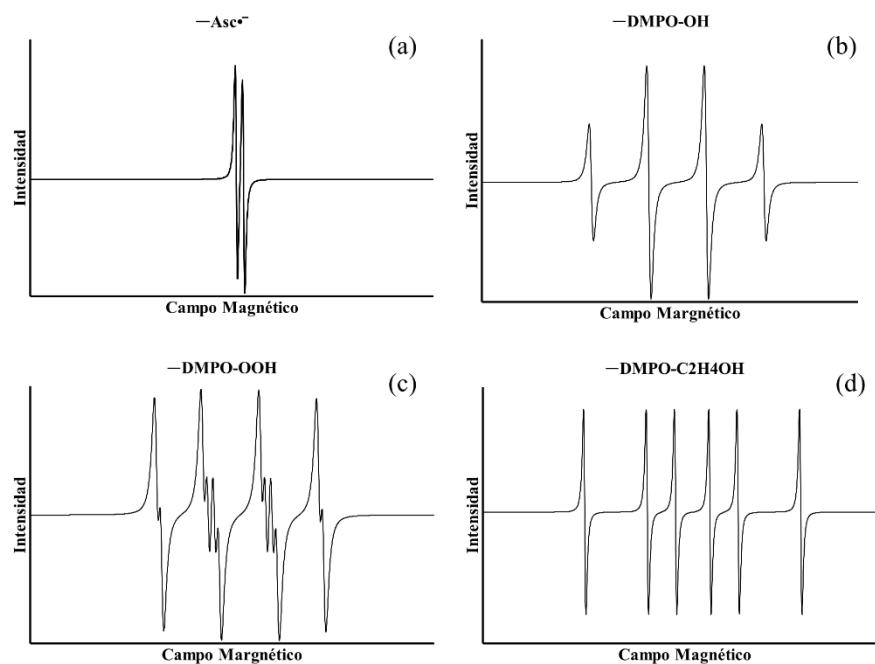 —Asc•⁻
(a)
Intensidad
Campo Magnético
—DMPO-OH
(b)
Intensidad
Campo Margnético
—DMPO-OOH
(c)
Intensidad
Campo Margnético
—DMPO-C2H4OH
(d)
Intensidad
Campo Magnético